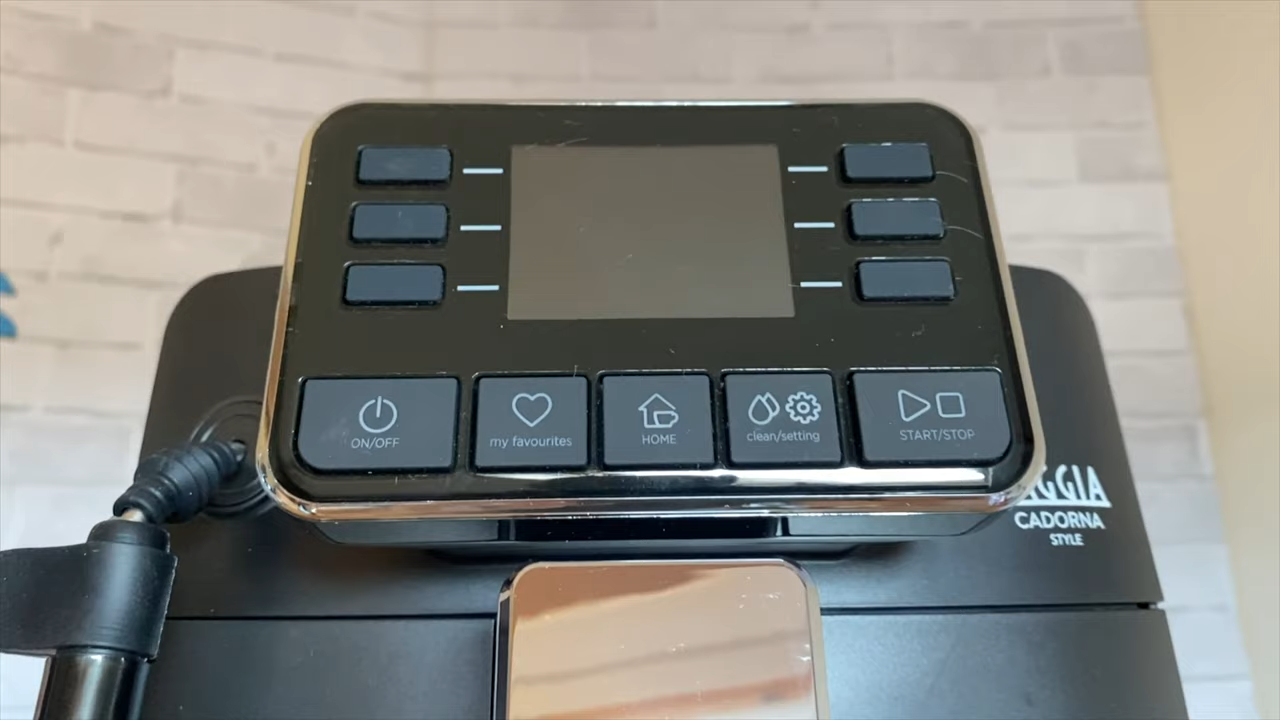 ON/OFF
my favourites
HOME
clean/setting
START/STOP
CADORNA
STYLE